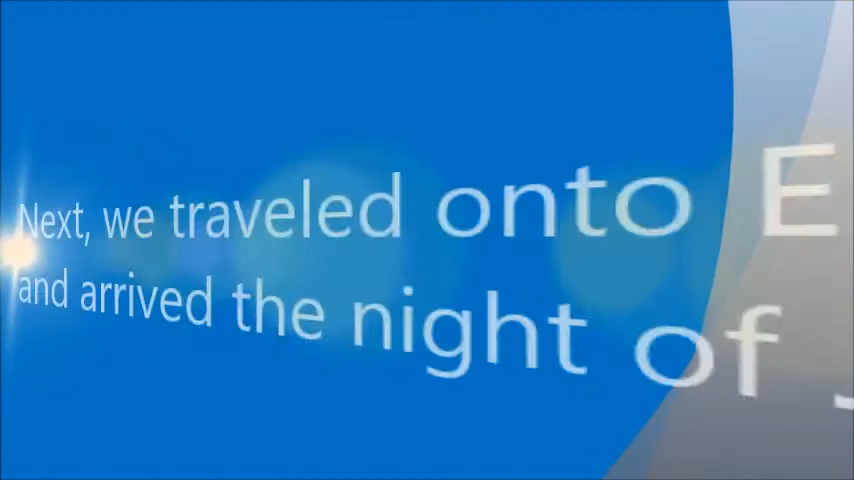 Next, we traveled onto E
and arrived the night of